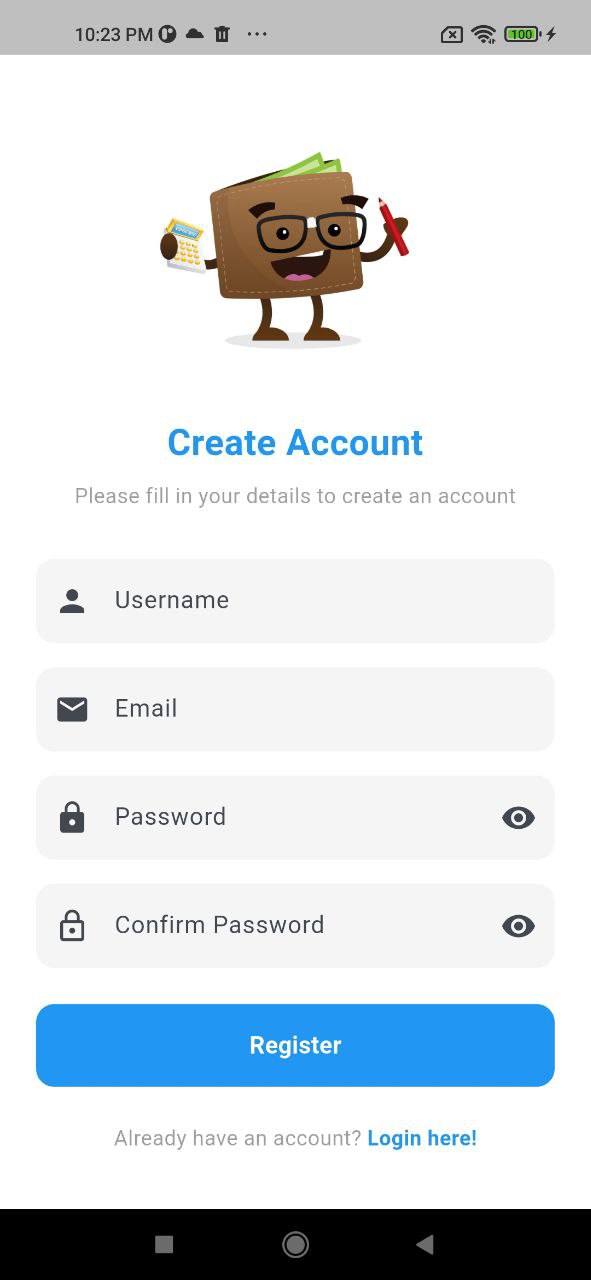 10:23 PM
100
Create Account
Please fill in your details to create an account
Username
Email
Password
Confirm Password
Register
Already have an account? Login here!